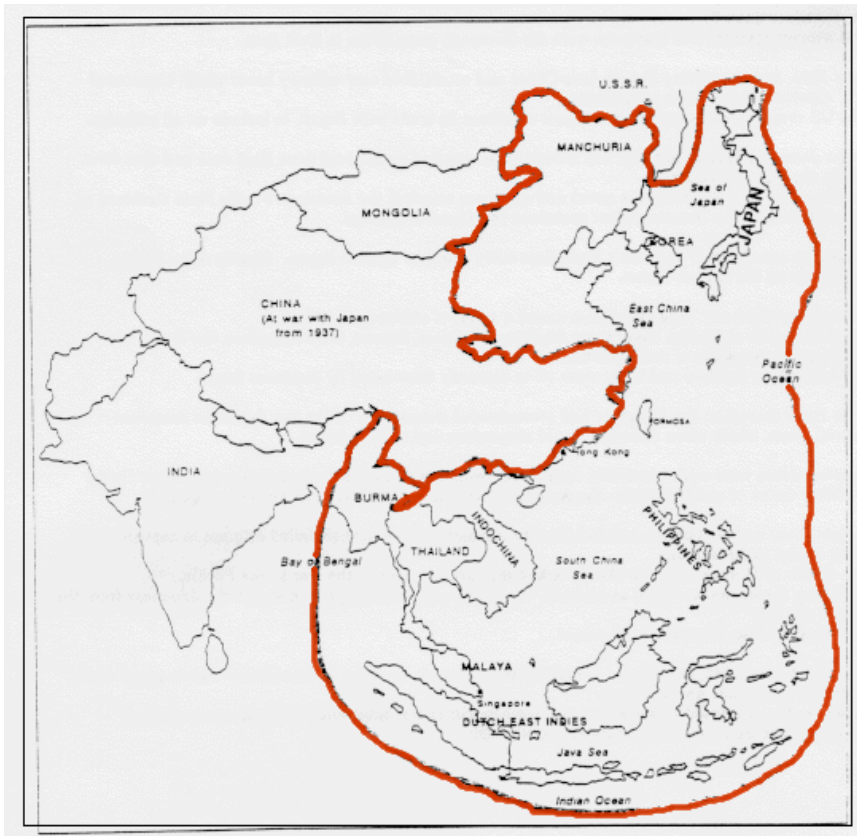 U.S.S.R.
MANCHURIA
Sea of
Japan
JAPAN
MONGOLIA
KOREA
CHINA
(At war with Japan
from 1937)
East China
Sea
Pacific
Ocean
FORMOSA
Hong Kong
INDIA
BURMA
INDOCHINA
PHILIPPINES
THAILAND
Bay of Bengal
South China
Sea
MALAYA
Singapore
DUTCH EAST INDIES
Java Sea
Indian Ocean